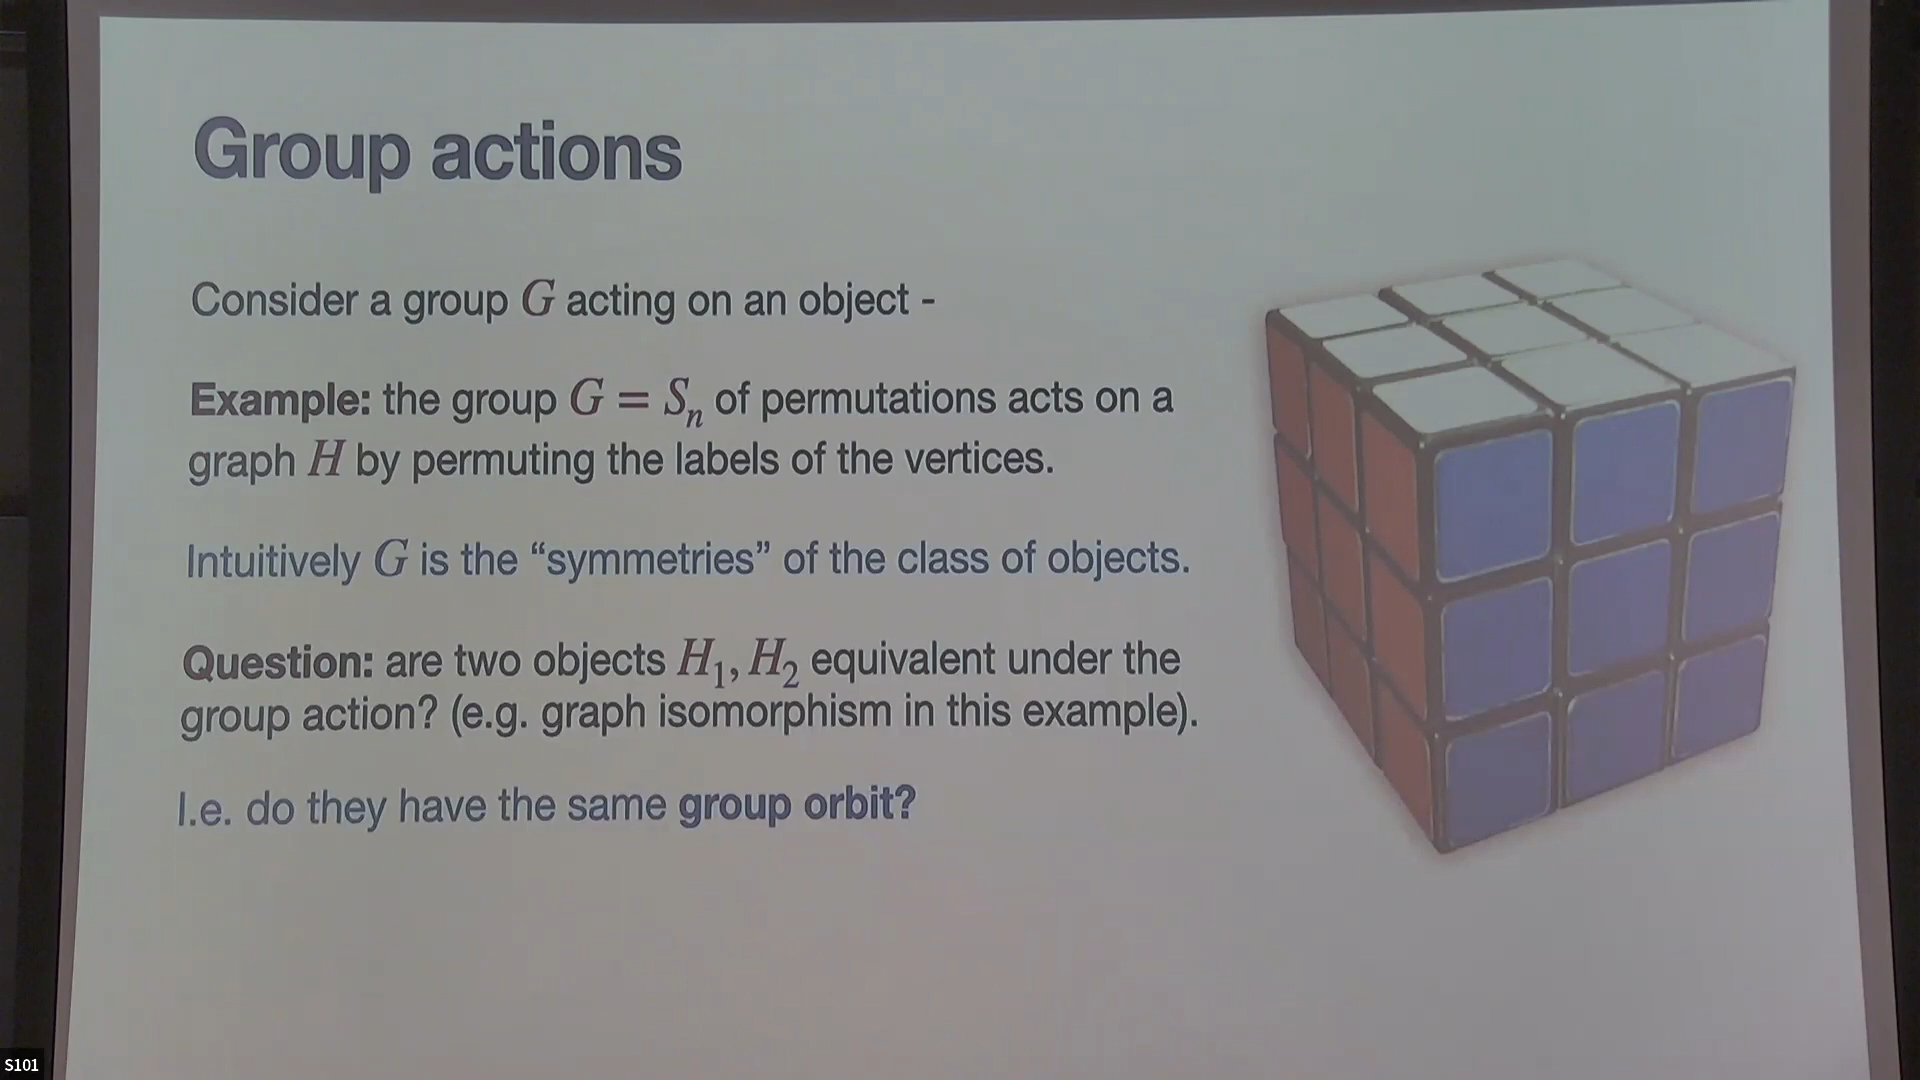 Group actions
Consider a group G acting on an object -
Example: the group G = Sₙ of permutations acts on a
graph H by permuting the labels of the vertices.
Intuitively G is the “symmetries” of the class of objects.
Question: are two objects H₁, H₂ equivalent under the
group action? (e.g. graph isomorphism in this example).
I.e. do they have the same group orbit?
S101